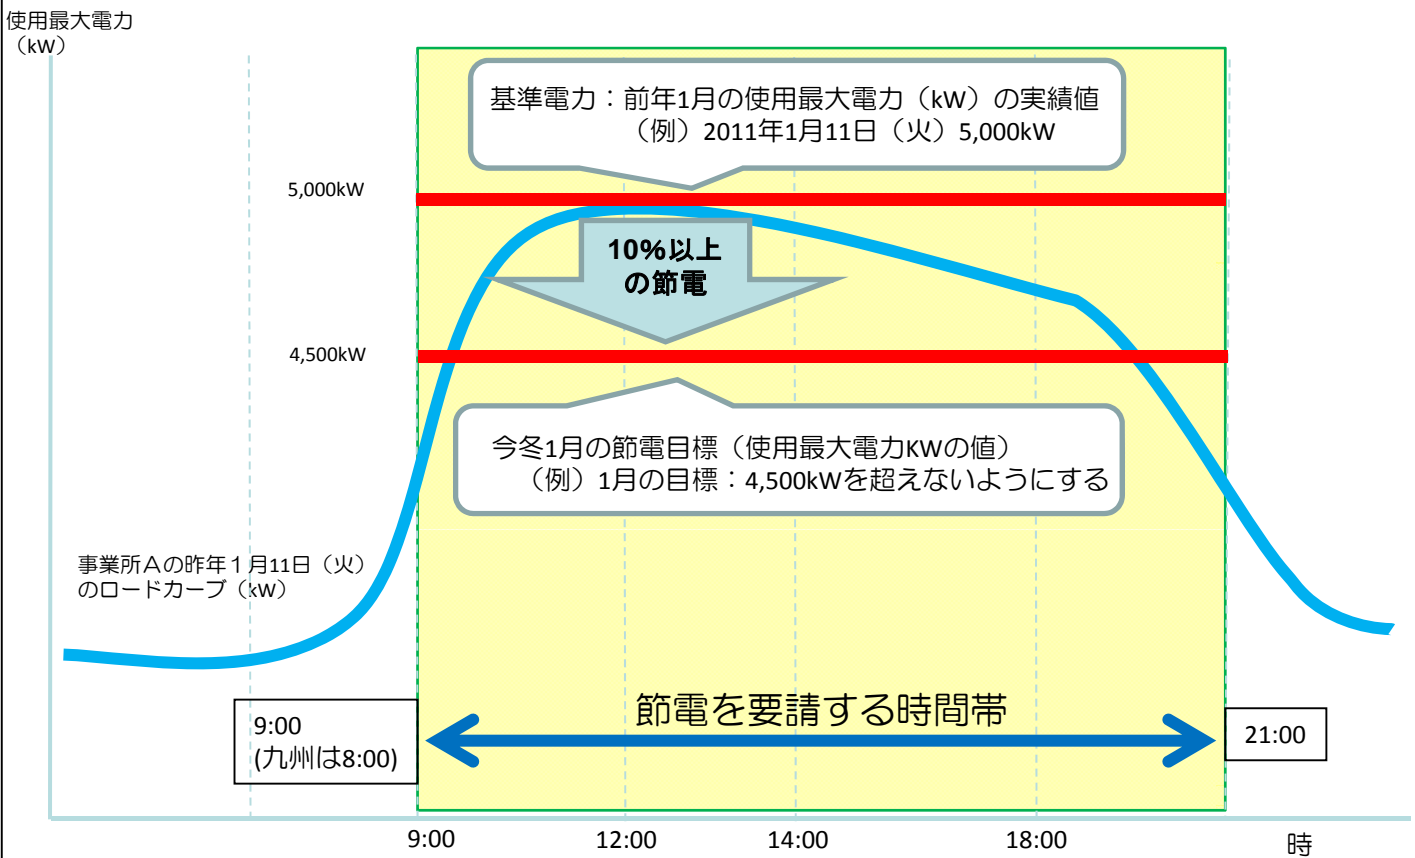 使用最大電力
（kW）
基準電力：前年1月の使用最大電力（kW）の実績値
（例）2011年1月11日（火）5,000kW
5,000kW
10%以上
の節電
4,500kW
今冬1月の節電目標（使用最大電力KWの値）
（例）1月の目標：4,500kWを超えないようにする
事業所Ａの昨年１月11日（火）
のロードカーブ（kW）
節電を要請する時間帯
9:00
(九州は8:00)
21:00
9:00
12:00
14:00
18:00
時